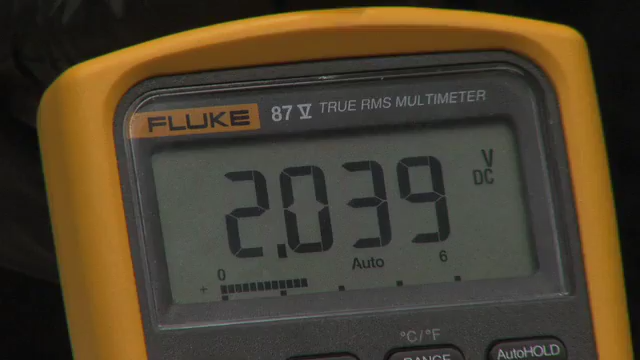 FLUKE 87 V TRUE RMS MULTIMETER
2.039 V DC
0 Auto 6
+
°C/°F
RANGE AutoHOLD